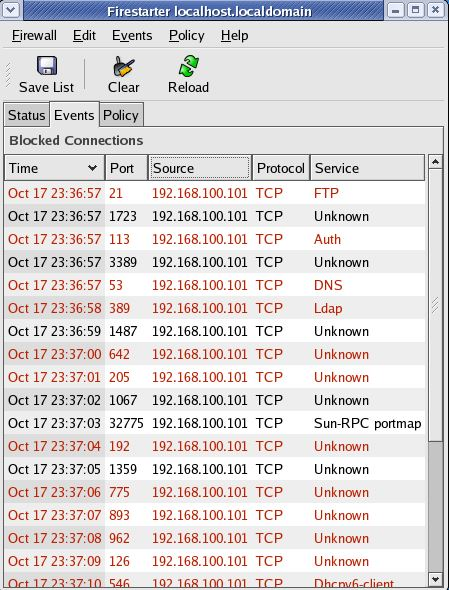 Firestarter localhost.localdomain
Firewall Edit Events Policy Help
Save List Clear Reload
Status Events Policy
Blocked Connections
Time Port Source Protocol Service
Oct 17 23:36:57 21 192.168.100.101 TCP FTP
Oct 17 23:36:57 1723 192.168.100.101 TCP Unknown
Oct 17 23:36:57 113 192.168.100.101 TCP Auth
Oct 17 23:36:57 3389 192.168.100.101 TCP Unknown
Oct 17 23:36:57 53 192.168.100.101 TCP DNS
Oct 17 23:36:58 389 192.168.100.101 TCP Ldap
Oct 17 23:36:59 1487 192.168.100.101 TCP Unknown
Oct 17 23:37:00 642 192.168.100.101 TCP Unknown
Oct 17 23:37:01 205 192.168.100.101 TCP Unknown
Oct 17 23:37:02 1067 192.168.100.101 TCP Unknown
Oct 17 23:37:03 32775 192.168.100.101 TCP Sun-RPC portmap
Oct 17 23:37:04 192 192.168.100.101 TCP Unknown
Oct 17 23:37:05 1359 192.168.100.101 TCP Unknown
Oct 17 23:37:06 775 192.168.100.101 TCP Unknown
Oct 17 23:37:07 893 192.168.100.101 TCP Unknown
Oct 17 23:37:08 962 192.168.100.101 TCP Unknown
Oct 17 23:37:09 126 192.168.100.101 TCP Unknown
Oct 17 23:37:10 546 192.168.100.101 TCP Dhcpv6-client